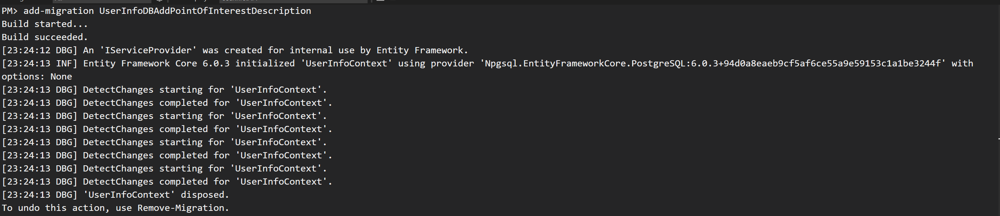 PM> add-migration UserInfoDBAddPointOfInterestDescription
Build started...
Build succeeded.
[23:24:12 DBG] An 'IServiceProvider' was created for internal use by Entity Framework.
[23:24:13 INF] Entity Framework Core 6.0.3 initialized 'UserInfoContext' using provider 'Npgsql.EntityFrameworkCore.PostgreSQL:6.0.3+94d0a8eaeb9cf5af6ce55a9e59153c1a1be3244f' with
options: None
[23:24:13 DBG] DetectChanges starting for 'UserInfoContext'.
[23:24:13 DBG] DetectChanges completed for 'UserInfoContext'.
[23:24:13 DBG] DetectChanges starting for 'UserInfoContext'.
[23:24:13 DBG] DetectChanges completed for 'UserInfoContext'.
[23:24:13 DBG] DetectChanges starting for 'UserInfoContext'.
[23:24:13 DBG] DetectChanges completed for 'UserInfoContext'.
[23:24:13 DBG] DetectChanges starting for 'UserInfoContext'.
[23:24:13 DBG] DetectChanges completed for 'UserInfoContext'.
[23:24:13 DBG] 'UserInfoContext' disposed.
To undo this action, use Remove-Migration.